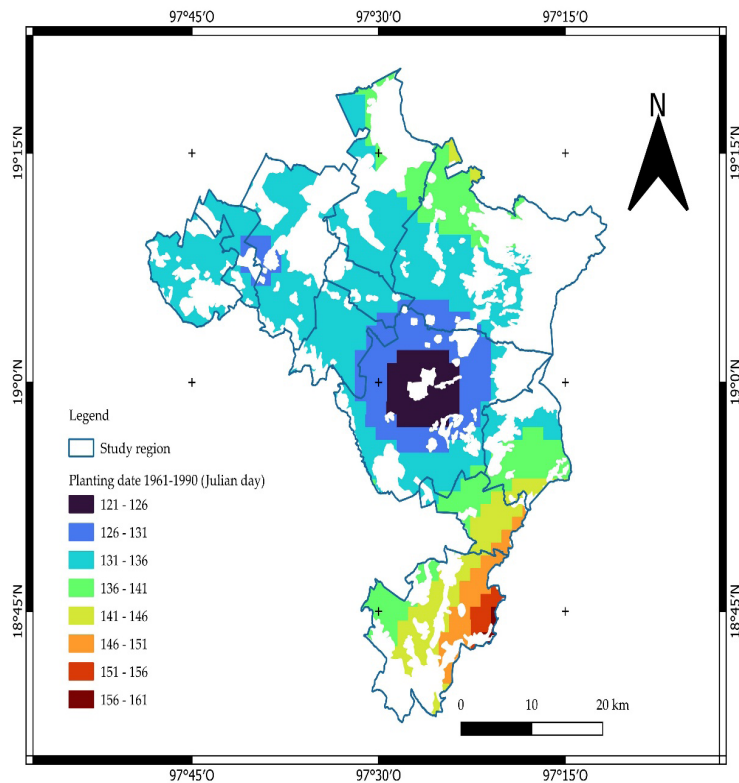 97°45'O 97°30'O 97°15'O
N
19°15'N 19°15'N
19°0'N 19°0'N
Legend
Study region
Planting date 1961-1990 (Julian day)
121 - 126
126 - 131
131 - 136
136 - 141
141 - 146
146 - 151
151 - 156
156 - 161
18°45'N 18°45'N
0 10 20 km
97°45'O 97°30'O 97°15'O